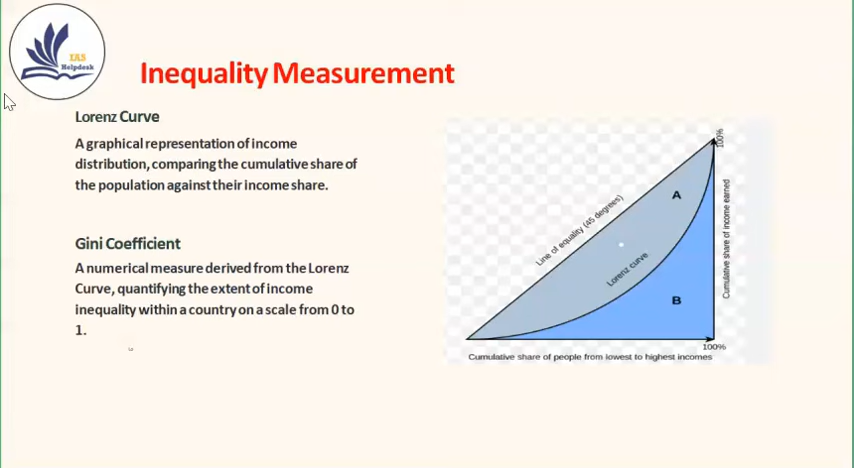 IAS
Helpdesk
Inequality Measurement
Lorenz Curve
A graphical representation of income
distribution, comparing the cumulative share of
the population against their income share.
Gini Coefficient
A numerical measure derived from the Lorenz
Curve, quantifying the extent of income
inequality within a country on a scale from 0 to
1.
100%
A
Line of equality (45 degrees)
Cumulative share of income earned
Lorenz curve
B
100%
Cumulative share of people from lowest to highest incomes